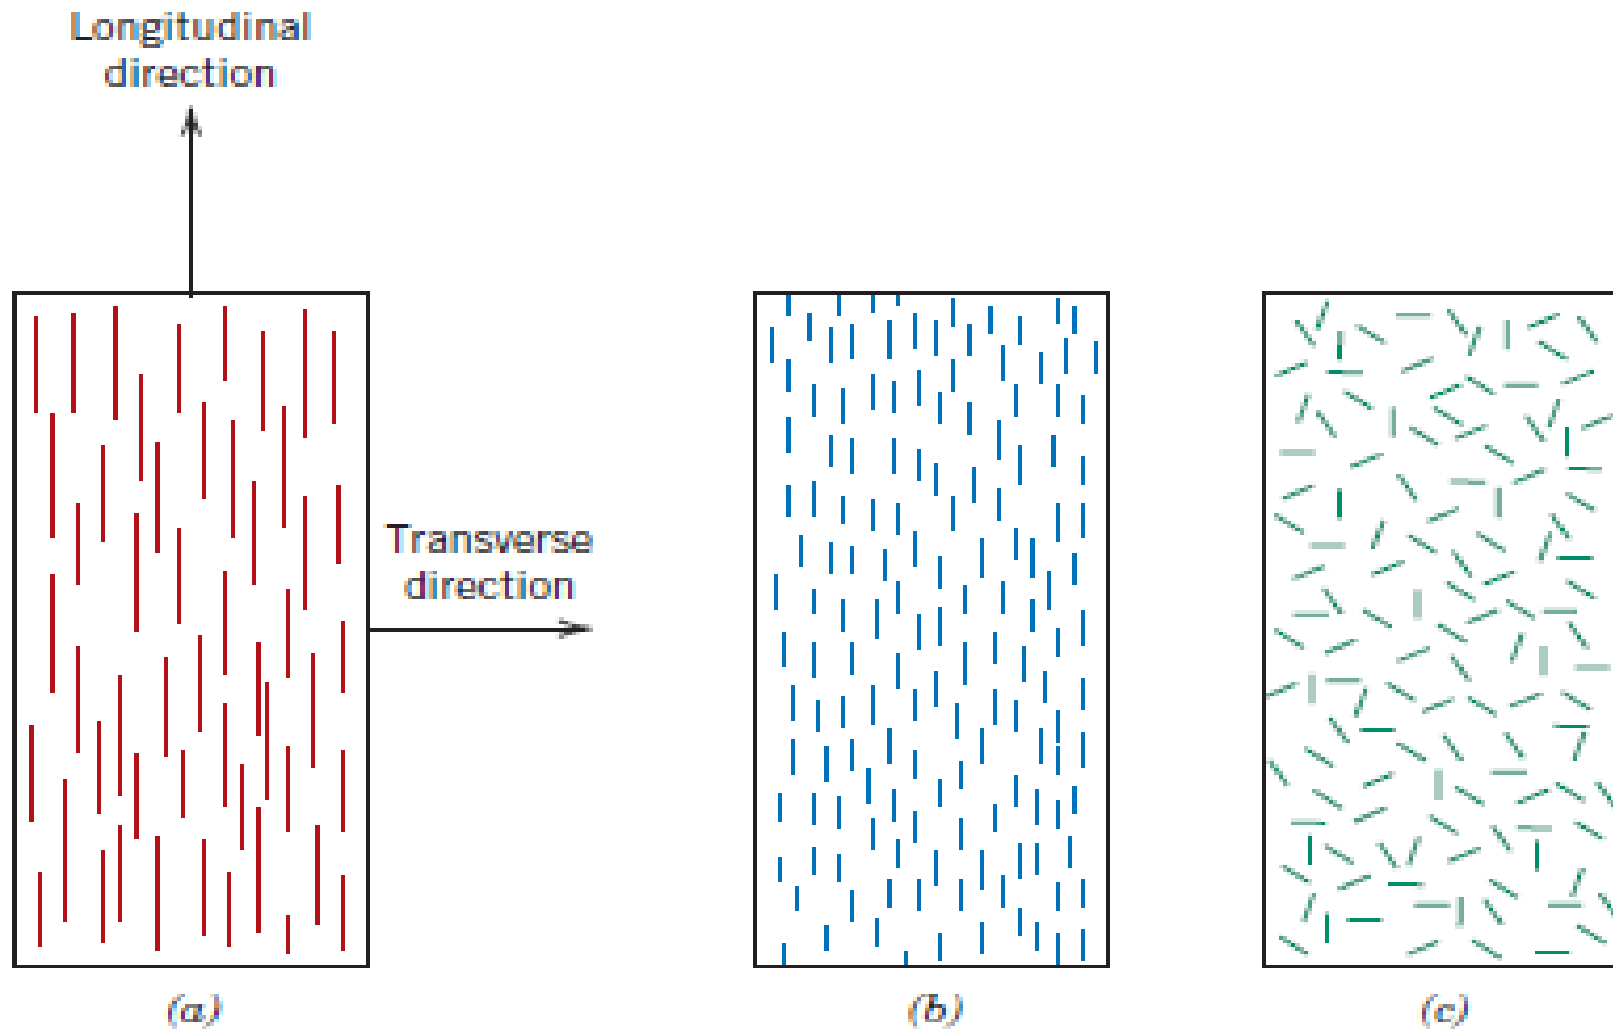 Longitudinal
direction
Transverse
direction
(a)
(b)
(c)